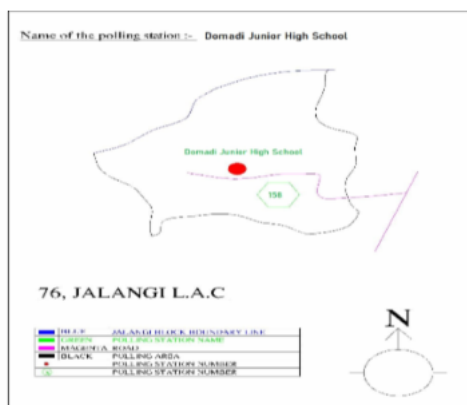 Name of the polling station :- Domadi Junior High School
Domadi Junior High School
156
76, JALANGI L.A.C
N
BLUE JALANGI BLOCK BOUNDARY LINE
GREEN POLLING STATION NAME
MAGENTA ROAD
BLACK POLLING AREA
POLLING STATION NUMBER
POLLING STATION NUMBER